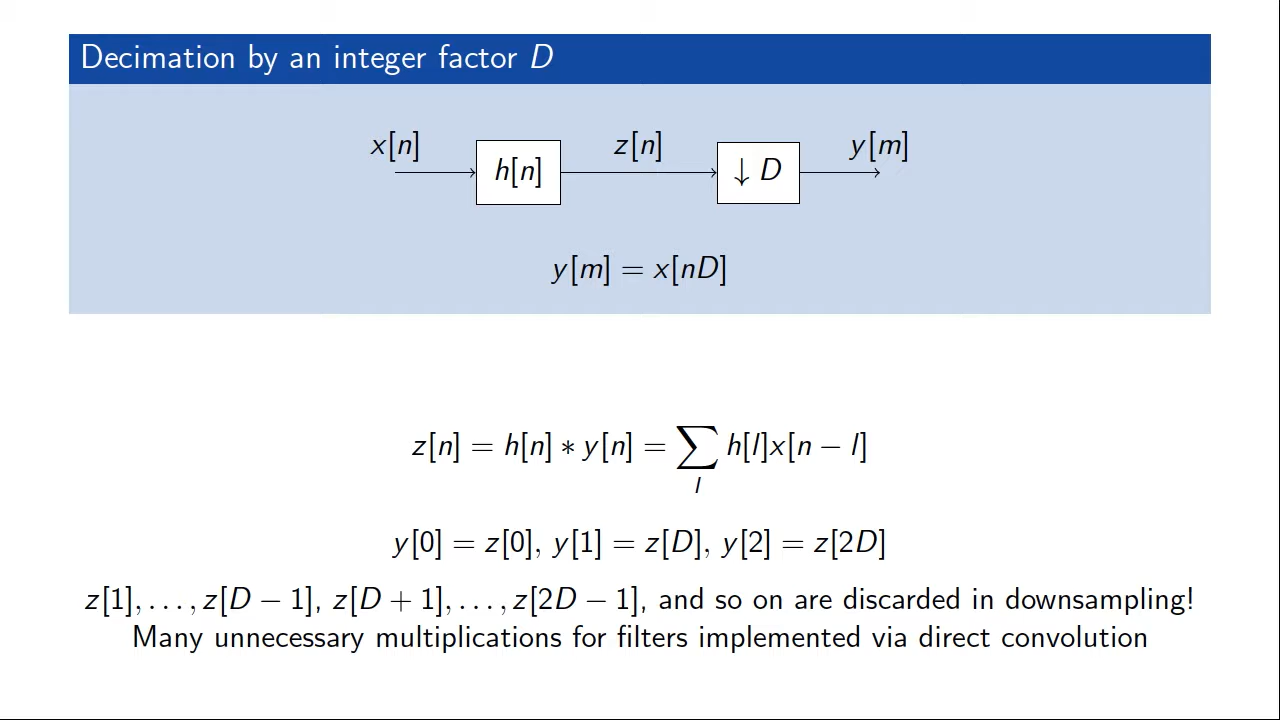 Decimation by an integer factor D
x[n] h[n] z[n] ↓ D y[m]
y[m] = x[nD]
z[n] = h[n] ∗ y[n] = ∑_l h[l]x[n − l]
y[0] = z[0], y[1] = z[D], y[2] = z[2D]
z[1], . . . , z[D − 1], z[D + 1], . . . , z[2D − 1], and so on are discarded in downsampling!
Many unnecessary multiplications for filters implemented via direct convolution